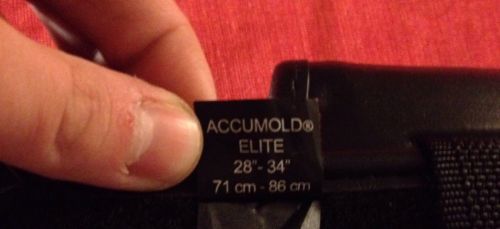 ACCUMOLD®
ELITE
28"- 34"
71 cm - 86 cm